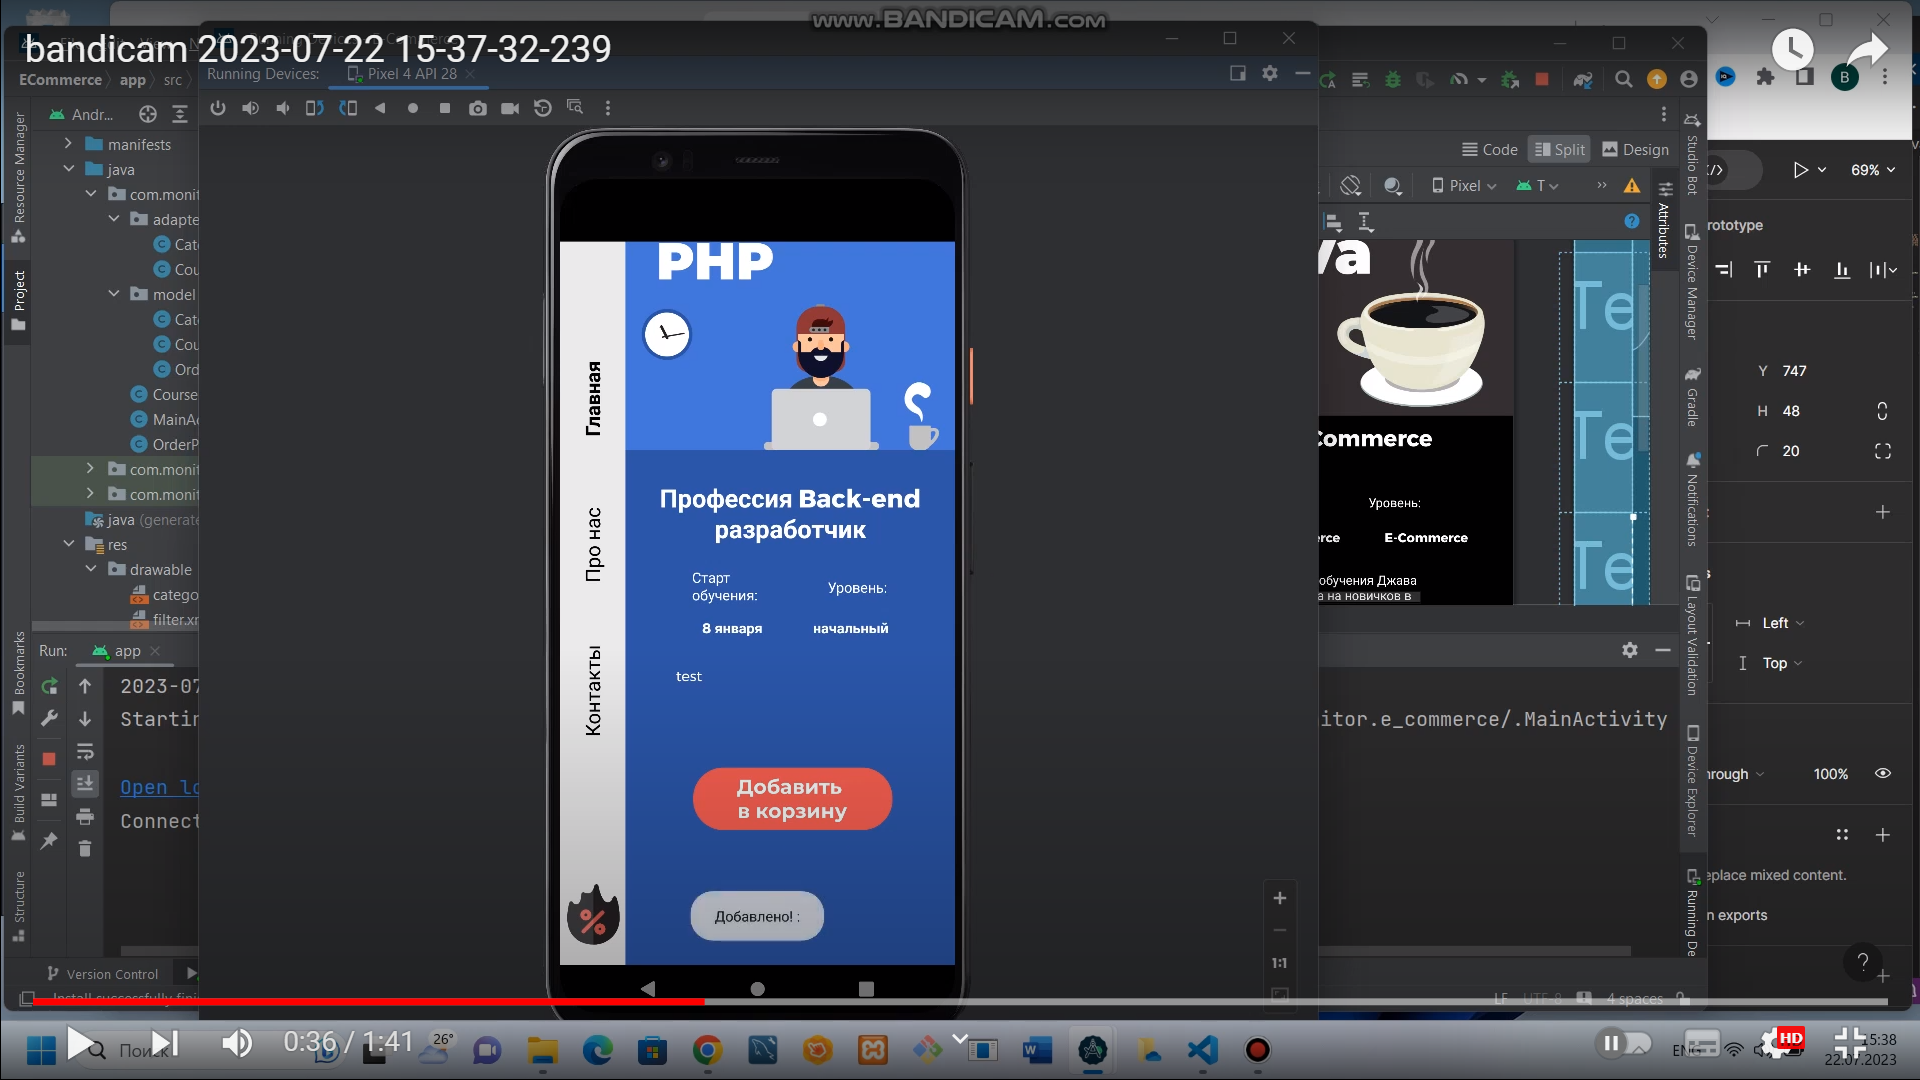 www.BANDICAM.com
bandicam 2023-07-22 15-37-32-239
ECommerce
app
src
Running Devices:
Pixel 4 API 28
Andr...
manifests
java
com.monit
adapte
Cate
Cou
model
Cate
Cou
Ord
Course
MainAc
OrderP
com.monit
com.monit
java (generate
res
drawable
catego
filter.xr
Resource Manager
Project
Bookmarks
Build Variants
Structure
Run:
app
2023-07
Startin
Open lo
Connect
Version Control
Install successfully fini
PHP
Главная
Про нас
Контакты
Профессия Back-end
разработчик
Старт
обучения:
Уровень:
8 января
начальный
test
Добавить
в корзину
Добавлено! :
1:1
Code
Split
Design
Pixel
T
va
Commerce
Уровень:
rce
E-Commerce
обучения Джава
а на новичков в
Te
Te
Te
itor.e_commerce/.MainActivity
LF
UTF-8
4 spaces
Studio Bot
Attributes
Device Manager
Gradle
Notifications
Layout Validation
Device Explorer
Running De
B
69%
rototype
Y 747
H 48
20
Left
Top
hrough
100%
eplace mixed content.
n exports
?
0:36 / 1:41
Поиск
26°
HD
15:38
22.07.2023